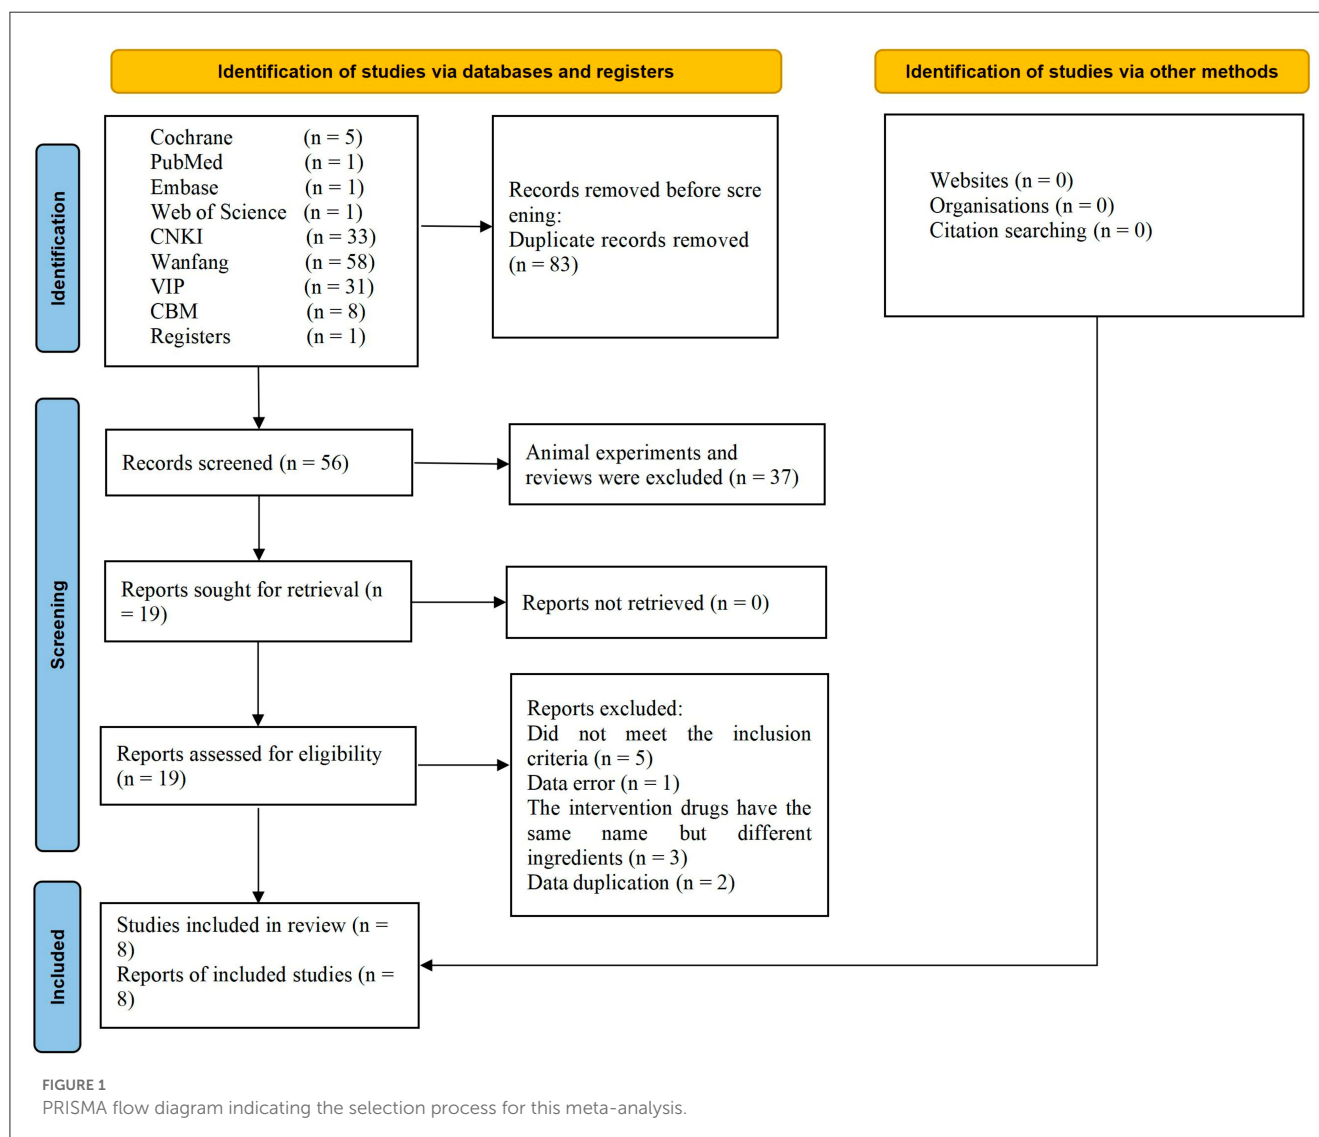 Identification of studies via databases and registers
Identification of studies via other methods
Identification
Cochrane (n = 5)
PubMed (n = 1)
Embase (n = 1)
Web of Science (n = 1)
CNKI (n = 33)
Wanfang (n = 58)
VIP (n = 31)
CBM (n = 8)
Registers (n = 1)
Records removed before scre
ening:
Duplicate records removed
(n = 83)
Websites (n = 0)
Organisations (n = 0)
Citation searching (n = 0)
Screening
Records screened (n = 56)
Animal experiments and
reviews were excluded (n = 37)
Reports sought for retrieval (n
= 19)
Reports not retrieved (n = 0)
Reports assessed for eligibility
(n = 19)
Reports excluded:
Did not meet the inclusion
criteria (n = 5)
Data error (n = 1)
The intervention drugs have the
same name but different
ingredients (n = 3)
Data duplication (n = 2)
Included
Studies included in review (n =
8)
Reports of included studies (n =
8)
FIGURE 1
PRISMA flow diagram indicating the selection process for this meta-analysis.